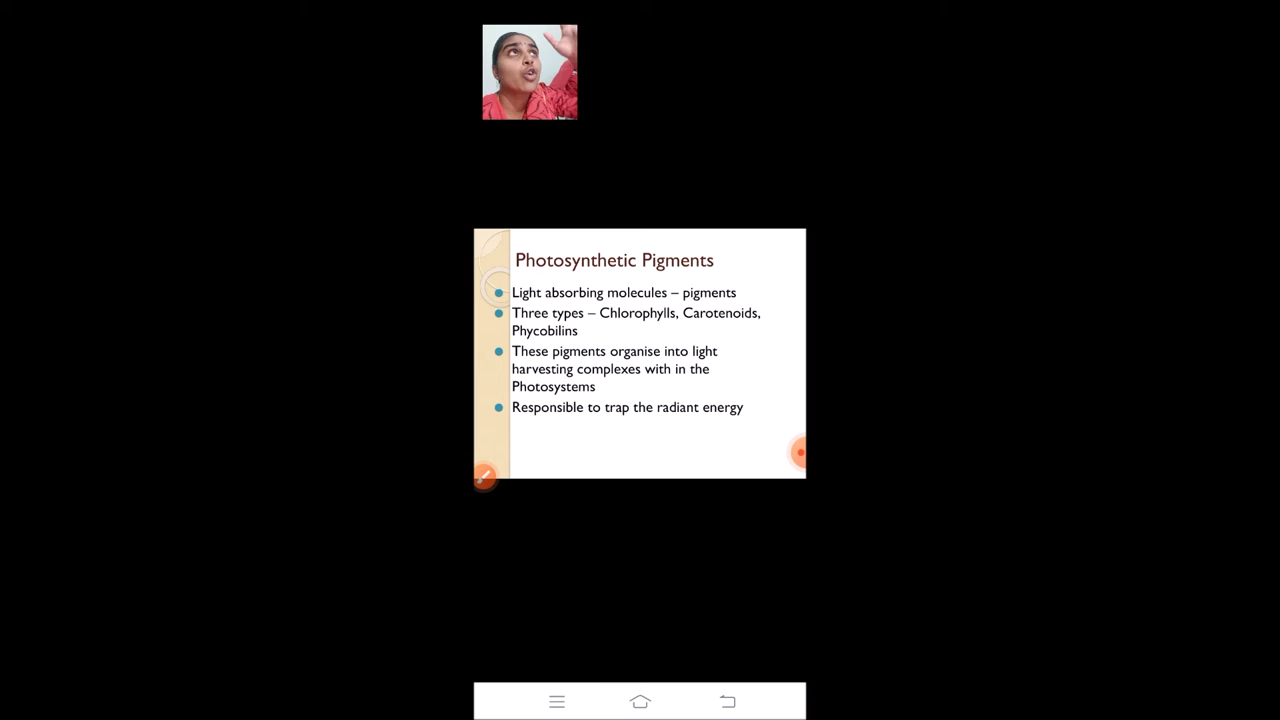 Photosynthetic Pigments
Light absorbing molecules – pigments
Three types – Chlorophylls, Carotenoids,
Phycobilins
These pigments organise into light
harvesting complexes with in the
Photosystems
Responsible to trap the radiant energy